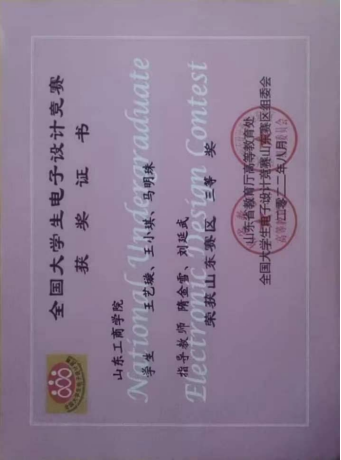 全国大学生电子设计竞赛
获奖证书
National Undergraduate
Electronic Design Contest
山东工商学院
学生 王艺璇、王小琪、马明珠
指导教师 隋金雪、刘延武
荣获山东赛区 三等 奖
山东省教育厅高等教育处
全国大学生电子设计竞赛山东赛区组委会
二零二二年八月